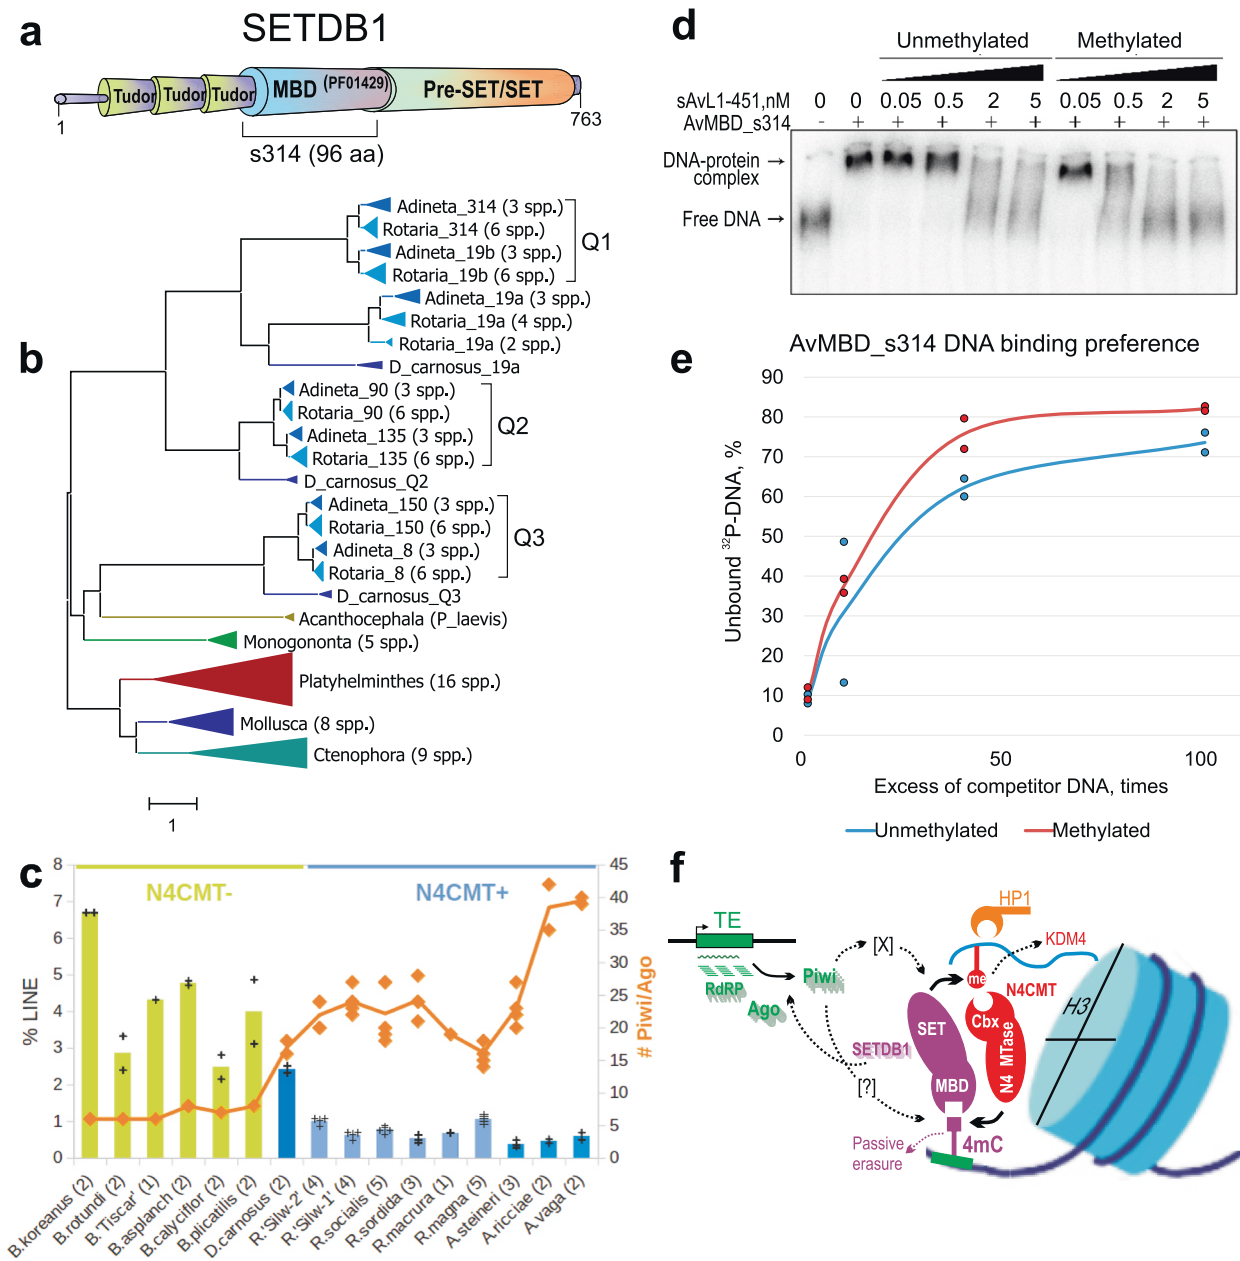 a
SETDB1
Tudor Tudor Tudor MBD (PF01429) Pre-SET/SET
1
763
s314 (96 aa)
b
Adineta_314 (3 spp.)
Rotaria_314 (6 spp.)
Adineta_19b (3 spp.)
Rotaria_19b (6 spp.)
Q1
Adineta_19a (3 spp.)
Rotaria_19a (4 spp.)
Rotaria_19a (2 spp.)
D_carnosus_19a
Adineta_90 (3 spp.)
Rotaria_90 (6 spp.)
Adineta_135 (3 spp.)
Rotaria_135 (6 spp.)
Q2
D_carnosus_Q2
Adineta_150 (3 spp.)
Rotaria_150 (6 spp.)
Adineta_8 (3 spp.)
Rotaria_8 (6 spp.)
Q3
D_carnosus_Q3
Acanthocephala (P_laevis)
Monogononta (5 spp.)
Platyhelminthes (16 spp.)
Mollusca (8 spp.)
Ctenophora (9 spp.)
1
c
N4CMT-
N4CMT+
% LINE
8
7
6
5
4
3
2
1
0
45
40
35
30
25
20
15
10
5
0
# Piwi/Ago
B.koreanus (2)
B.rotundi (2)
B.'Tiscar' (1)
B.asplanch (2)
B.calyciflor (2)
B.plicatilis (2)
D.carnosus (2)
R.'Silw-2' (4)
R.'Silw-1' (4)
R.socialis (5)
R.sordida (3)
R.macrura (1)
R.magna (5)
A.steineri (3)
A.ricciae (2)
A.vaga (2)
d
Unmethylated
Methylated
sAvL1-451,nM 0 0 0.05 0.5 2 5 0.05 0.5 2 5
AvMBD_s314 - + + + + + + + + +
DNA-protein →
complex
Free DNA →
e
AvMBD_s314 DNA binding preference
Unbound ³²P-DNA, %
90
80
70
60
50
40
30
20
10
0
0 50 100
Excess of competitor DNA, times
Unmethylated Methylated
f
TE
RdRP
Ago
Piwi
[X]
SETDB1
[?]
HP1
KDM4
me
N4CMT
Cbx
N4 MTase
SET
MBD
4mC
Passive
erasure
H3